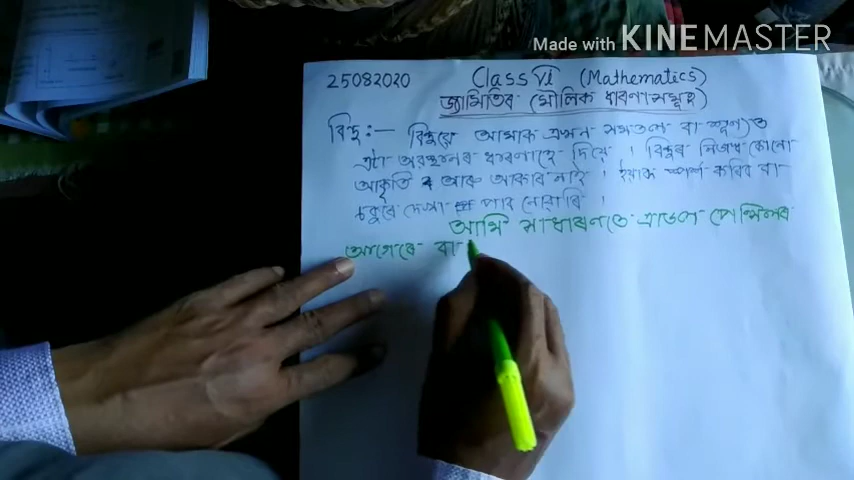 Made with KINEMASTER
25082020 Class VI (Mathematics)
জ্যামিতিৰ (মৌলিক ধাৰণাসমূহ)
বিন্দু :— বিন্দুৱে আমাক এখন সমতল বা শূণ্যত
এটা অৱস্থানৰ ধাৰণাহে দিয়ে । বিন্দুৰ নিজস্ব কোনো
আকৃতি আৰু আকাৰ নাই । ইয়াক স্পৰ্শ কৰিব বা
চকুৰে দেখা পাব নোৱাৰি ।
আমি সাধাৰণতে এডাল পেন্সিলৰ
আগেৰে বা